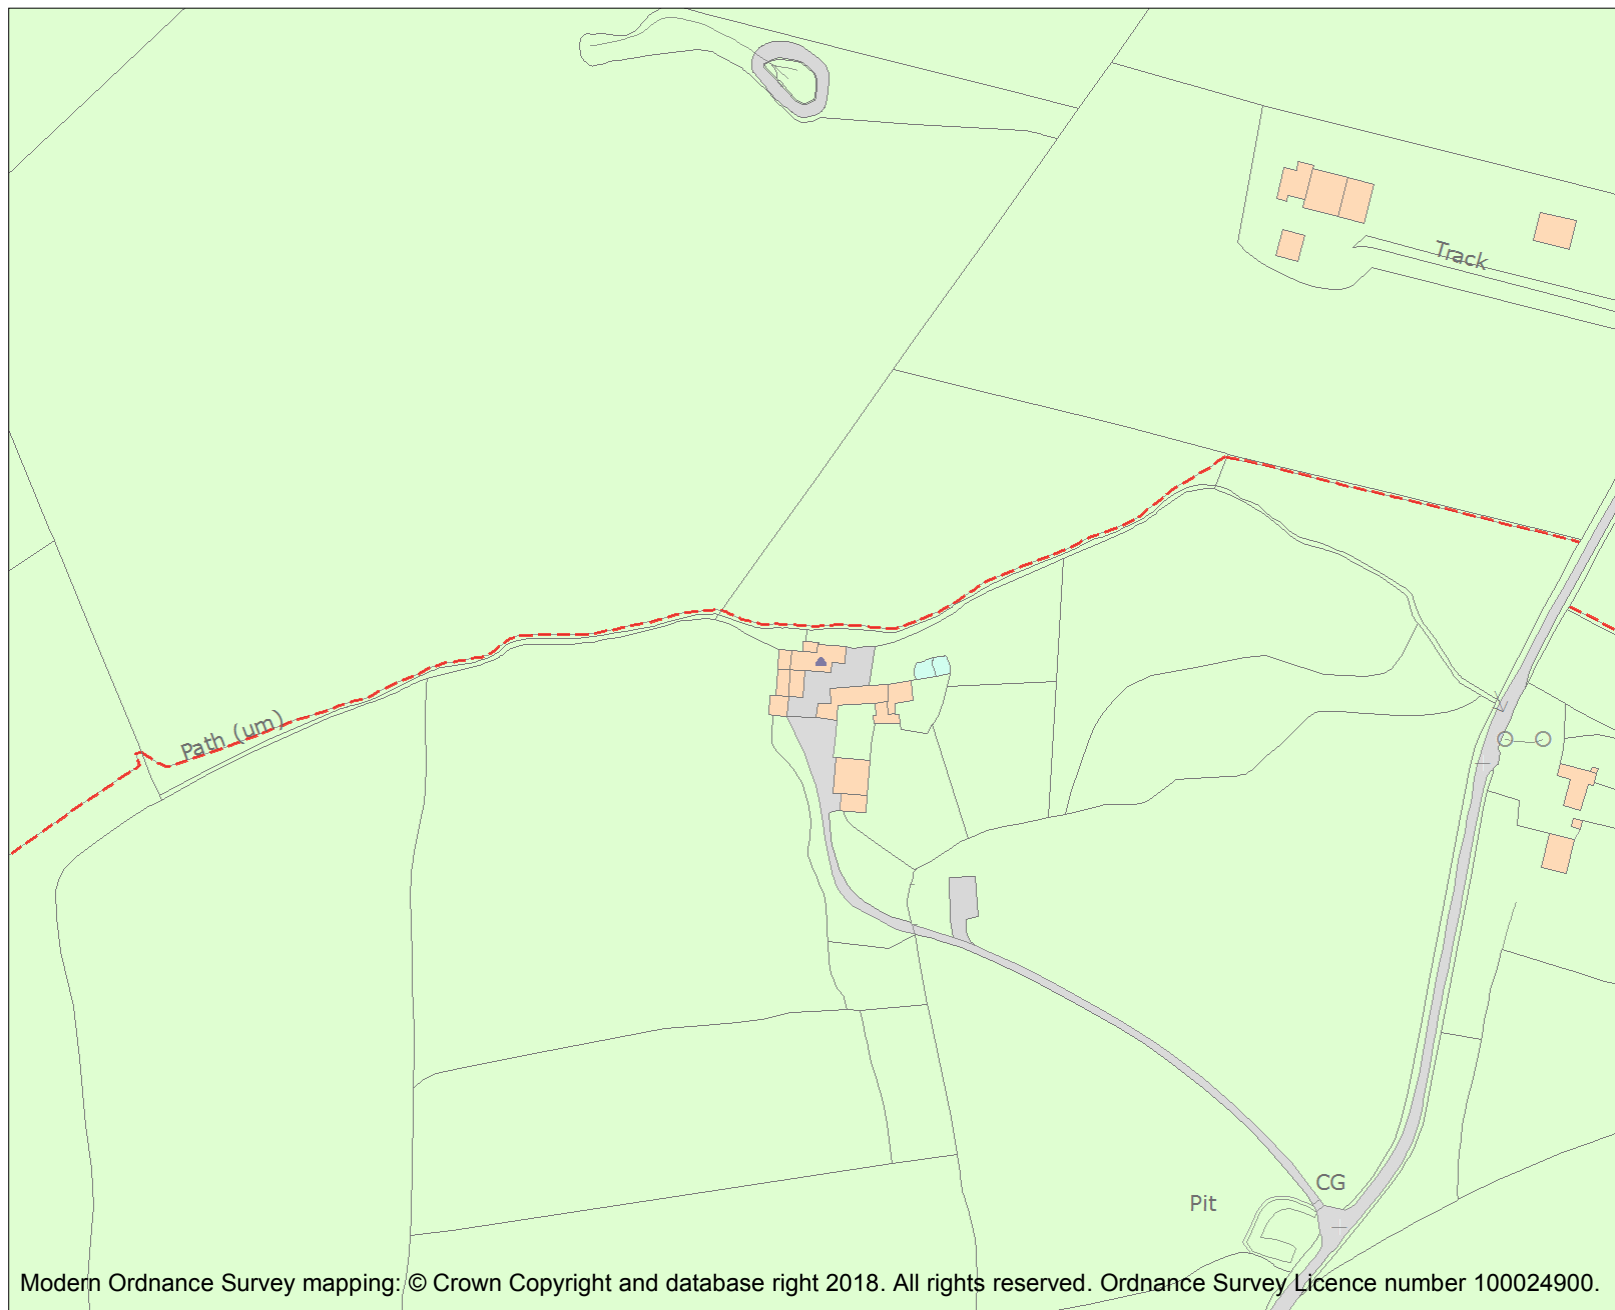 Track
Path (um)
CG
Pit
Modern Ordnance Survey mapping: © Crown Copyright and database right 2018. All rights reserved. Ordnance Survey Licence number 100024900.